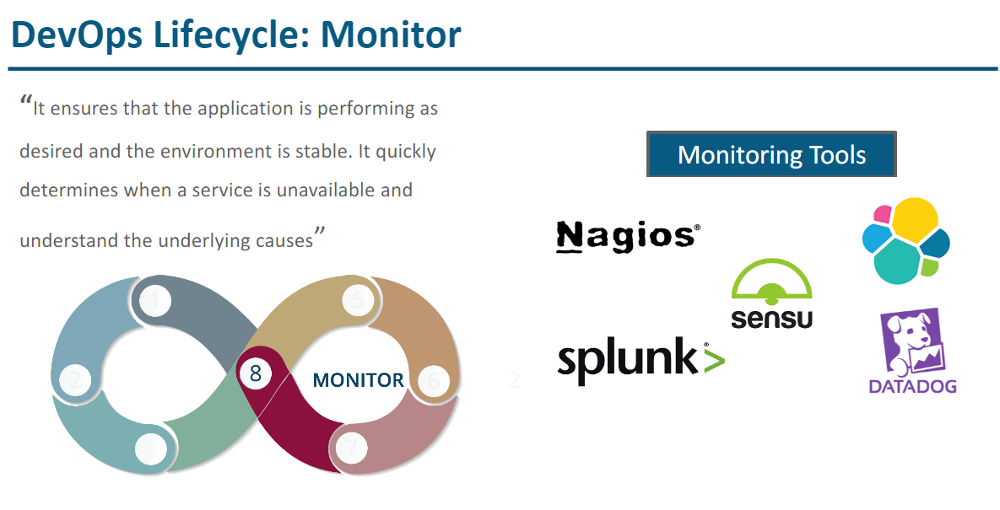 DevOps Lifecycle: Monitor
“It ensures that the application is performing as
desired and the environment is stable. It quickly
determines when a service is unavailable and
understand the underlying causes”
Monitoring Tools
Nagios®
sensu
splunk®>
DATADOG
1
5
8
MONITOR
2
6
2
3
7